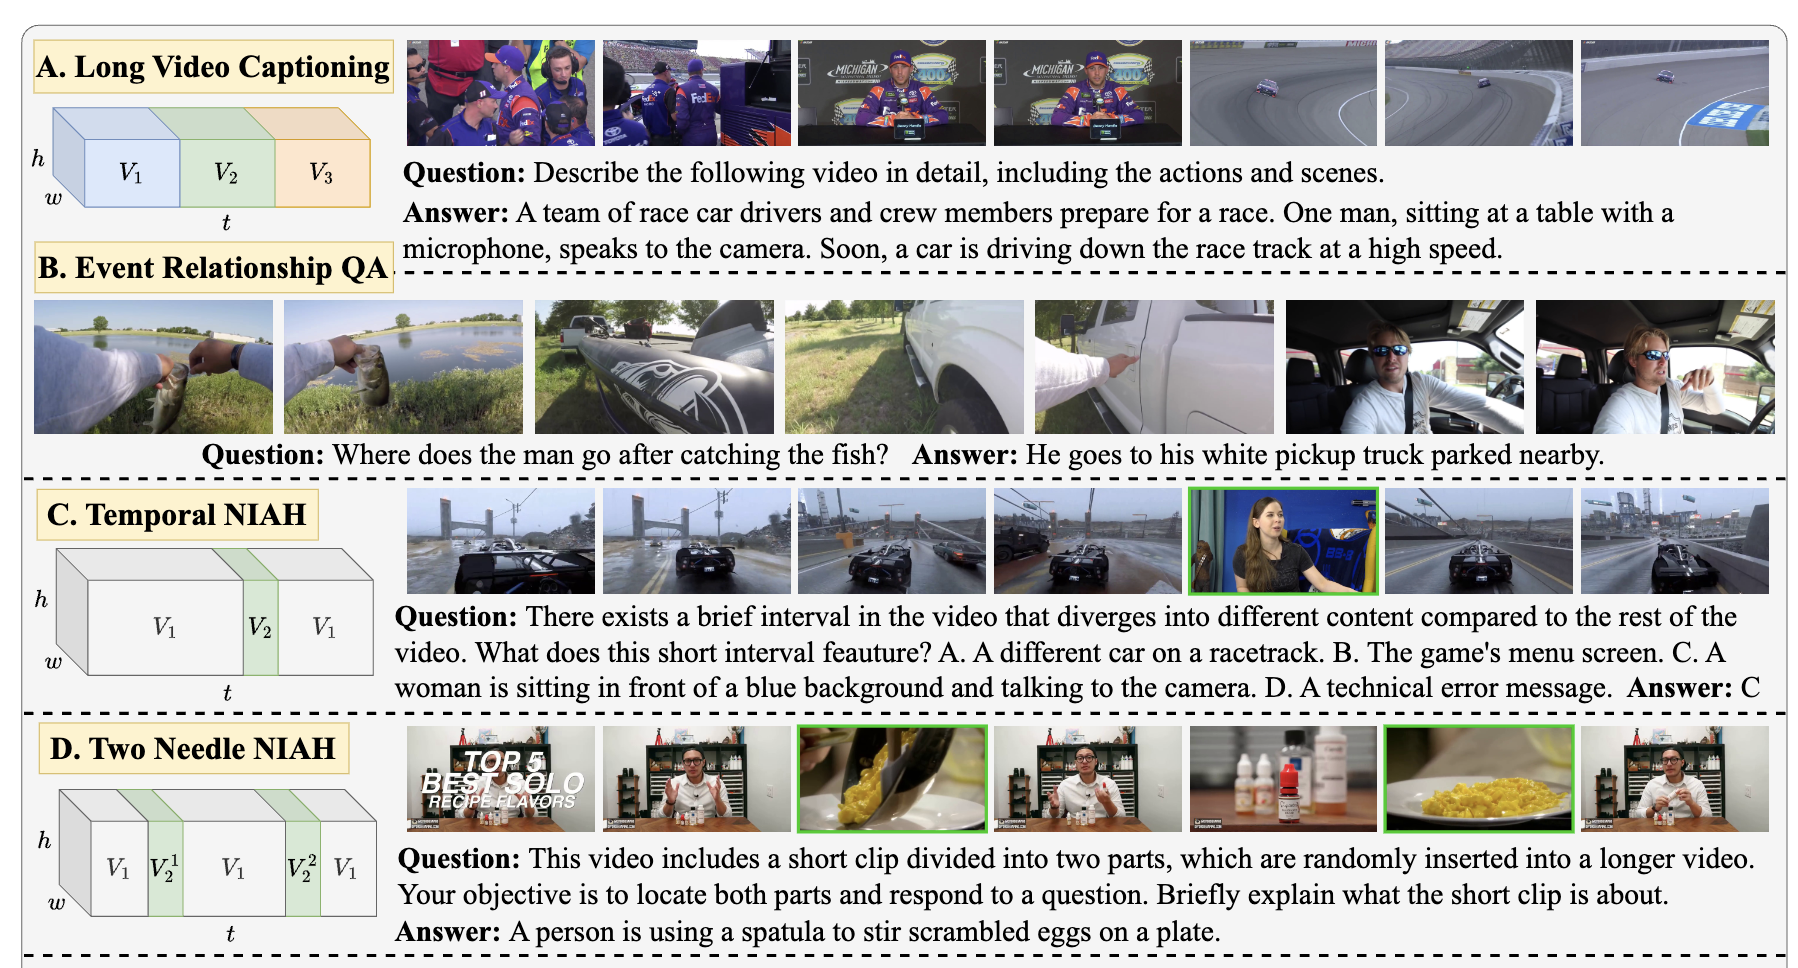 A. Long Video Captioning
h
w
V1
V2
V3
t
MICHIGAN
400
MICHIGAN
400
FedEx
Question: Describe the following video in detail, including the actions and scenes.
Answer: A team of race car drivers and crew members prepare for a race. One man, sitting at a table with a
microphone, speaks to the camera. Soon, a car is driving down the race track at a high speed.
B. Event Relationship QA
Question: Where does the man go after catching the fish? Answer: He goes to his white pickup truck parked nearby.
C. Temporal NIAH
h
w
V1
V2
V1
t
Question: There exists a brief interval in the video that diverges into different content compared to the rest of the
video. What does this short interval feauture? A. A different car on a racetrack. B. The game's menu screen. C. A
woman is sitting in front of a blue background and talking to the camera. D. A technical error message. Answer: C
D. Two Needle NIAH
h
w
V1
V2^1
V1
V2^2
V1
t
TOP 5
BEST SOLO
RECIPE FLAVORS
Question: This video includes a short clip divided into two parts, which are randomly inserted into a longer video.
Your objective is to locate both parts and respond to a question. Briefly explain what the short clip is about.
Answer: A person is using a spatula to stir scrambled eggs on a plate.